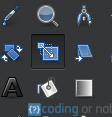 A
{?}coding or not